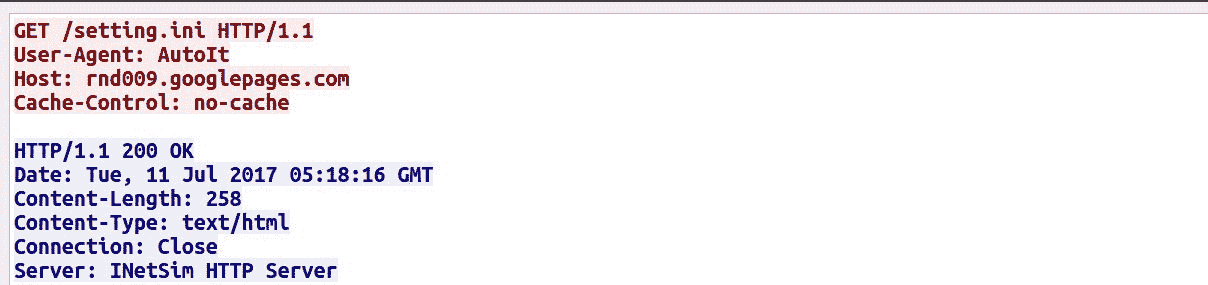 GET /setting.ini HTTP/1.1
User-Agent: AutoIt
Host: rnd009.googlepages.com
Cache-Control: no-cache
HTTP/1.1 200 OK
Date: Tue, 11 Jul 2017 05:18:16 GMT
Content-Length: 258
Content-Type: text/html
Connection: Close
Server: INetSim HTTP Server